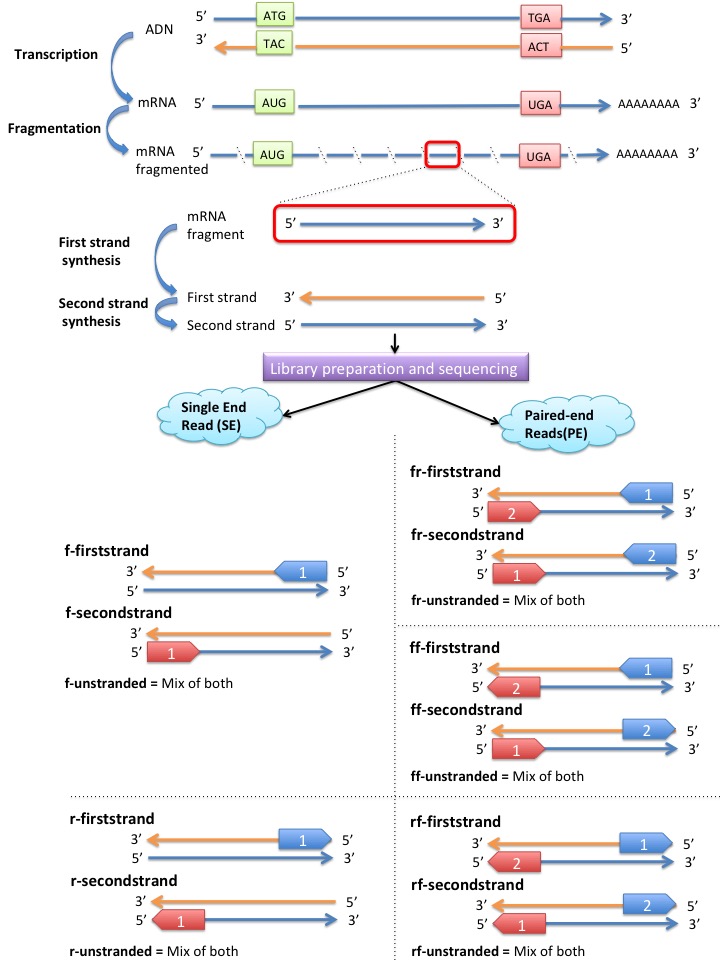 5’ ATG TGA 3’
ADN
3’ TAC ACT 5’
Transcription
mRNA 5’ AUG UGA AAAAAAAA 3’
Fragmentation
mRNA 5’ AUG UGA AAAAAAAA 3’
fragmented
mRNA
fragment
5’ 3’
First strand
synthesis
First strand 3’ 5’
Second strand
synthesis
Second strand 5’ 3’
Library preparation and sequencing
Single End
Read (SE)
Paired-end
Reads(PE)
f-firststrand
3’ 1 5’
5’ 3’
f-secondstrand
3’ 5’
5’ 1 3’
f-unstranded = Mix of both
fr-firststrand
3’ 1 5’
5’ 2 3’
fr-secondstrand
3’ 2 5’
5’ 1 3’
fr-unstranded = Mix of both
ff-firststrand
3’ 1 5’
5’ 2 3’
ff-secondstrand
3’ 2 5’
5’ 1 3’
ff-unstranded = Mix of both
r-firststrand
3’ 1 5’
5’ 3’
r-secondstrand
3’ 5’
5’ 1 3’
r-unstranded = Mix of both
rf-firststrand
3’ 1 5’
5’ 2 3’
rf-secondstrand
3’ 2 5’
5’ 1 3’
rf-unstranded = Mix of both